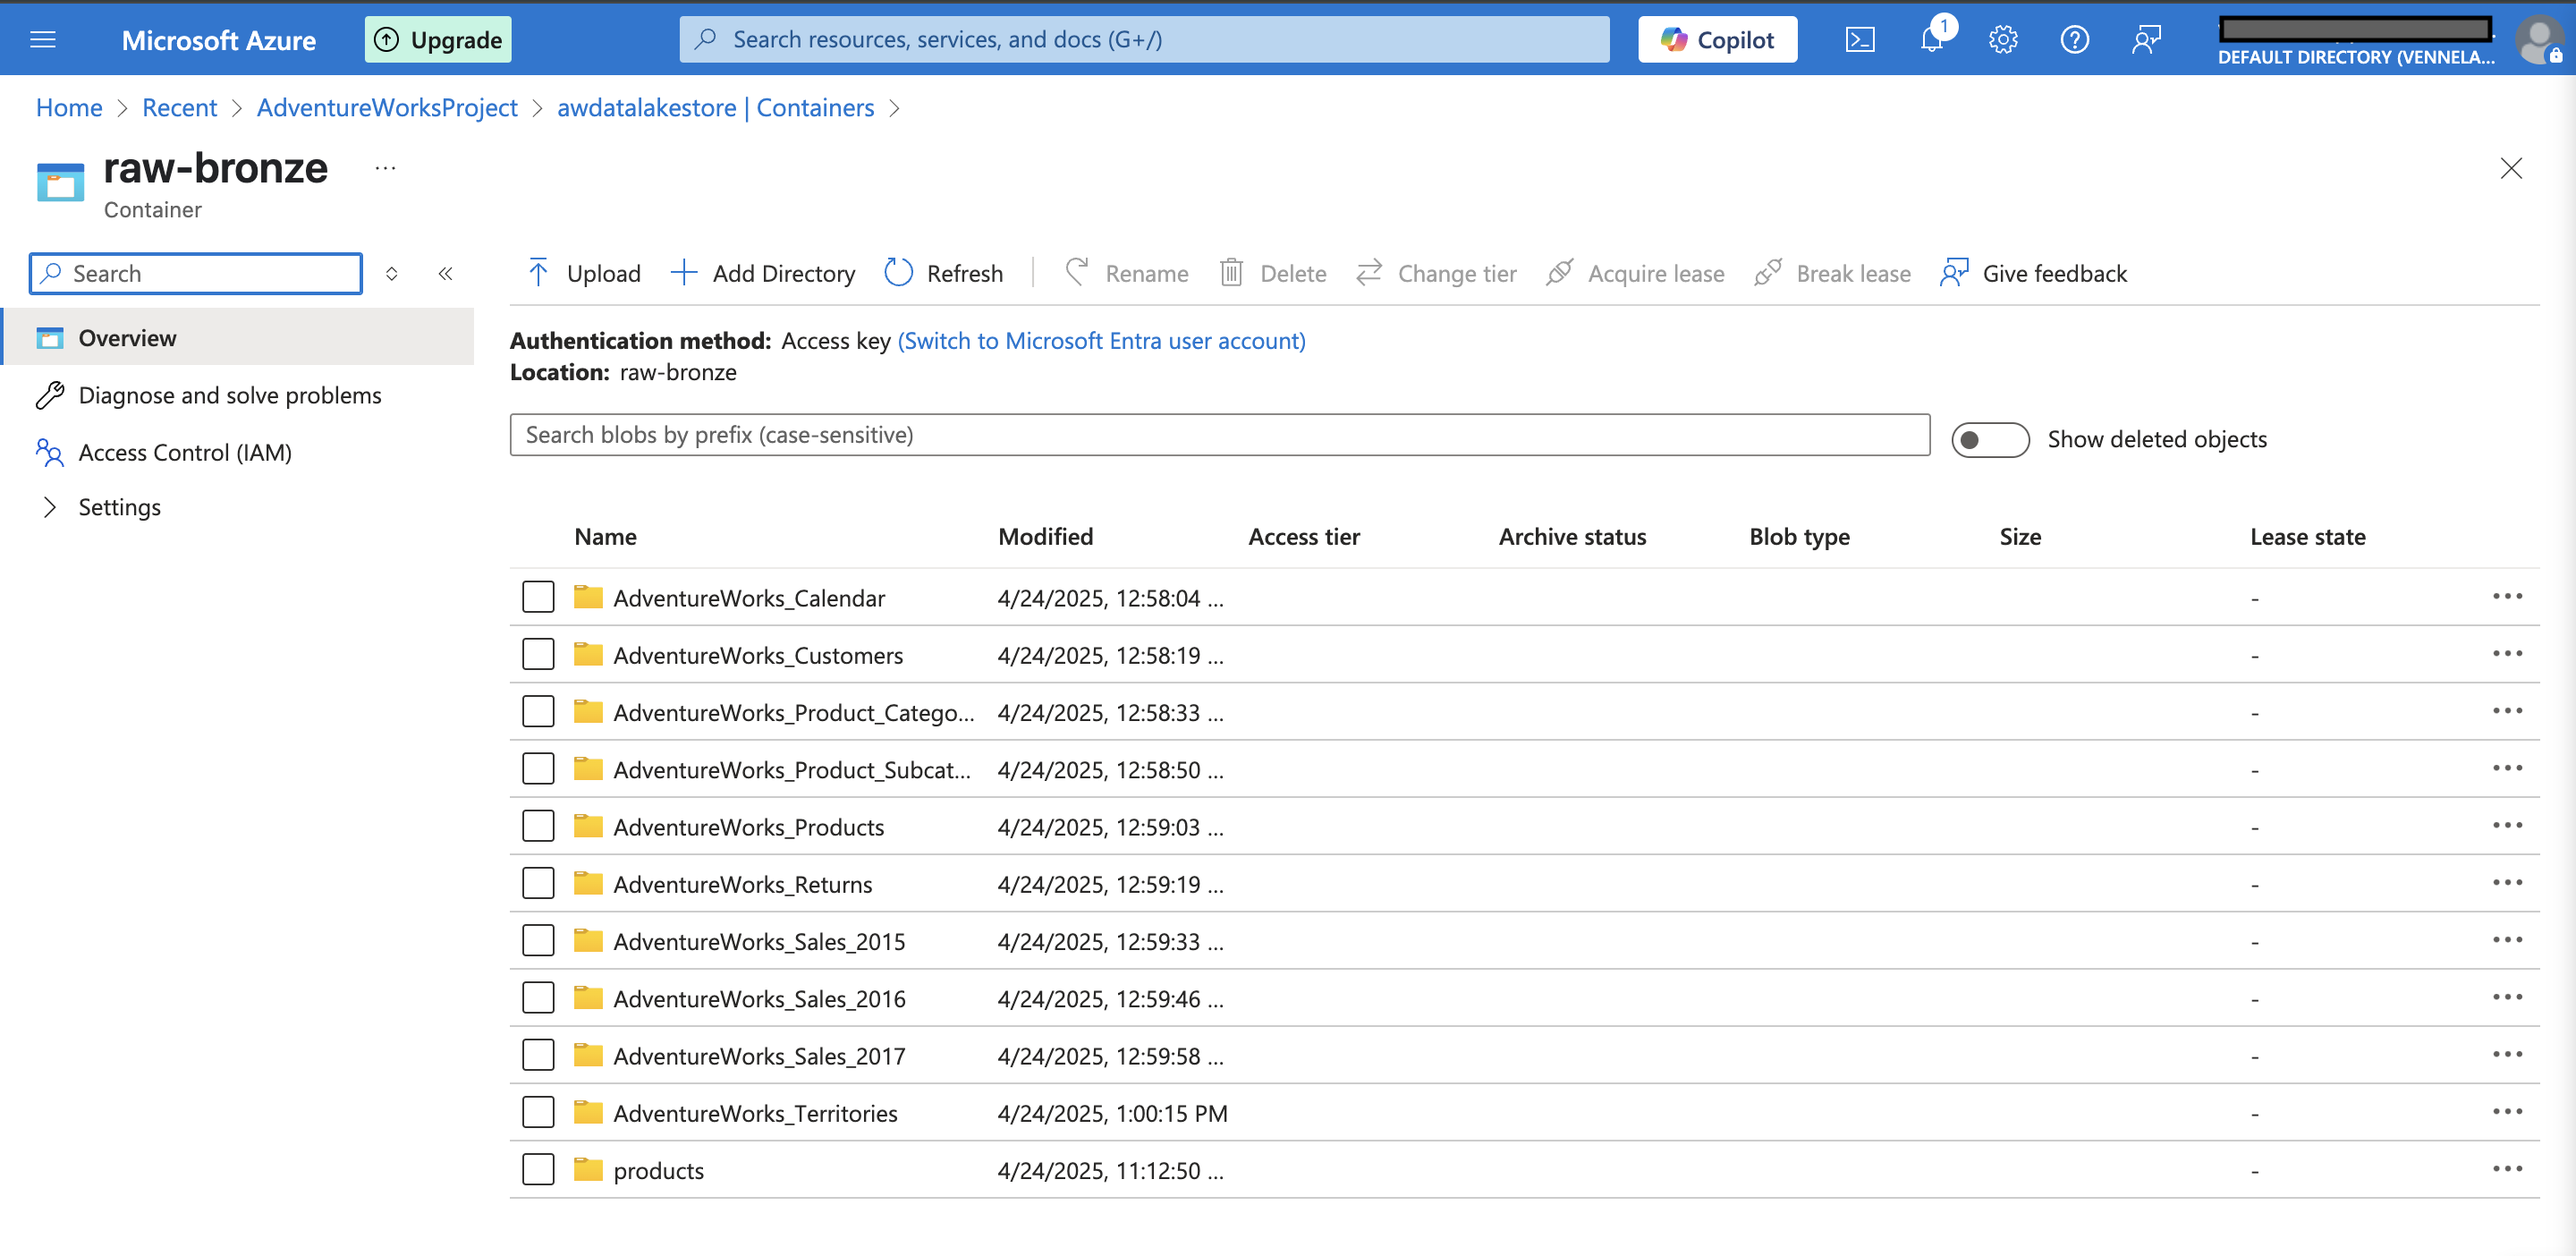 Microsoft Azure Upgrade Search resources, services, and docs (G+/) Copilot 1
DEFAULT DIRECTORY (VENNELA...
Home > Recent > AdventureWorksProject > awdatalakestore | Containers >
raw-bronze ...
Container
Search
Upload Add Directory Refresh Rename Delete Change tier Acquire lease Break lease Give feedback
Overview
Diagnose and solve problems
Access Control (IAM)
Settings
Authentication method: Access key (Switch to Microsoft Entra user account)
Location: raw-bronze
Search blobs by prefix (case-sensitive)
Show deleted objects
Name Modified Access tier Archive status Blob type Size Lease state
AdventureWorks_Calendar 4/24/2025, 12:58:04 ... -
AdventureWorks_Customers 4/24/2025, 12:58:19 ... -
AdventureWorks_Product_Catego... 4/24/2025, 12:58:33 ... -
AdventureWorks_Product_Subcat... 4/24/2025, 12:58:50 ... -
AdventureWorks_Products 4/24/2025, 12:59:03 ... -
AdventureWorks_Returns 4/24/2025, 12:59:19 ... -
AdventureWorks_Sales_2015 4/24/2025, 12:59:33 ... -
AdventureWorks_Sales_2016 4/24/2025, 12:59:46 ... -
AdventureWorks_Sales_2017 4/24/2025, 12:59:58 ... -
AdventureWorks_Territories 4/24/2025, 1:00:15 PM -
products 4/24/2025, 11:12:50 ... -